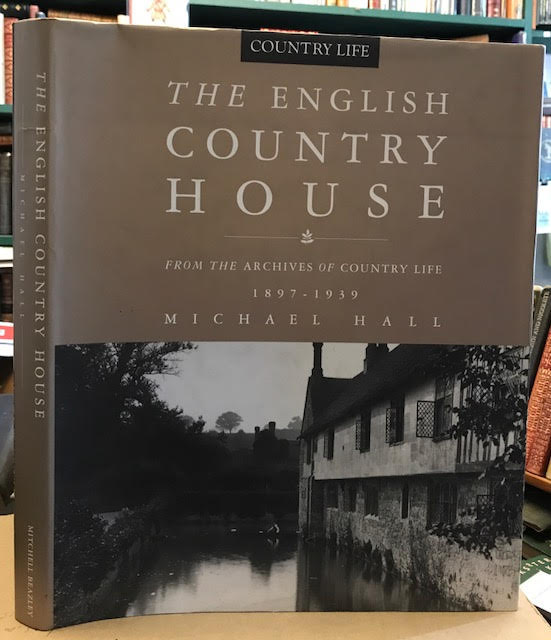 COUNTRY LIFE
THE ENGLISH
COUNTRY
HOUSE
FROM THE ARCHIVES OF COUNTRY LIFE
1897-1939
MICHAEL HALL
THE ENGLISH COUNTRY HOUSE
MICHAEL HALL
MITCHELL BEAZLEY